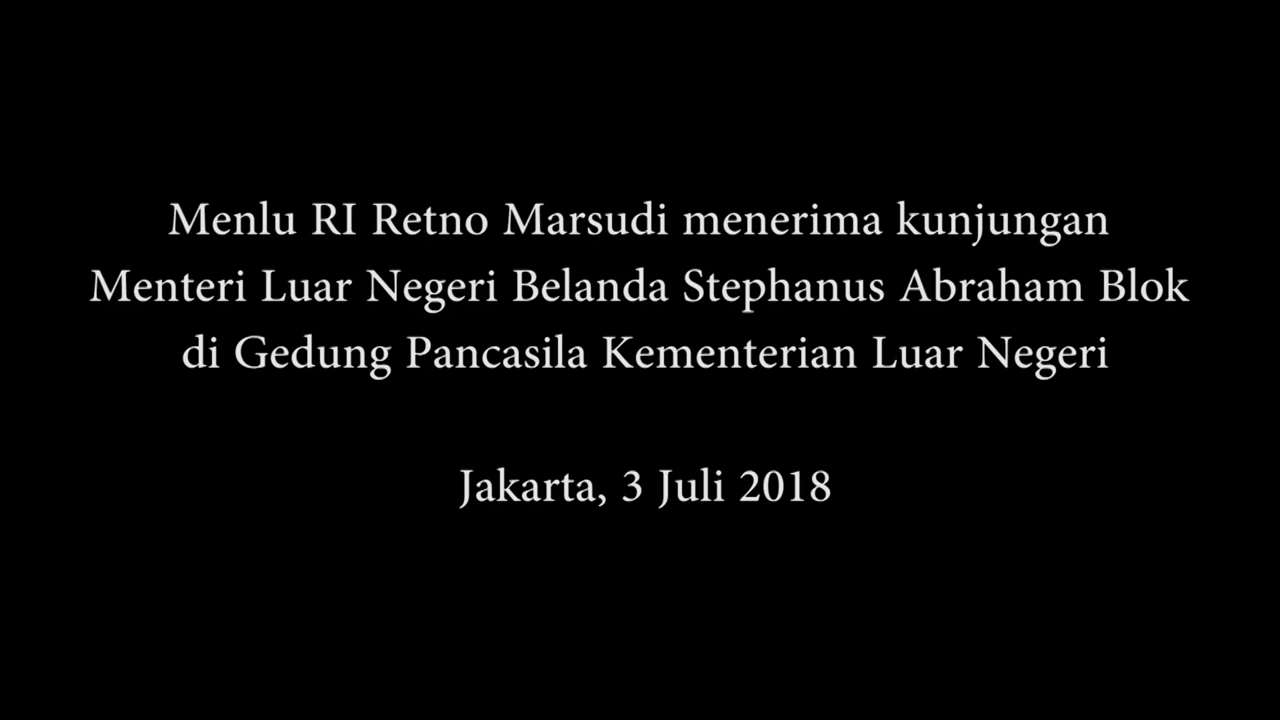 Menlu RI Retno Marsudi menerima kunjungan
Menteri Luar Negeri Belanda Stephanus Abraham Blok
di Gedung Pancasila Kementerian Luar Negeri
Jakarta, 3 Juli 2018